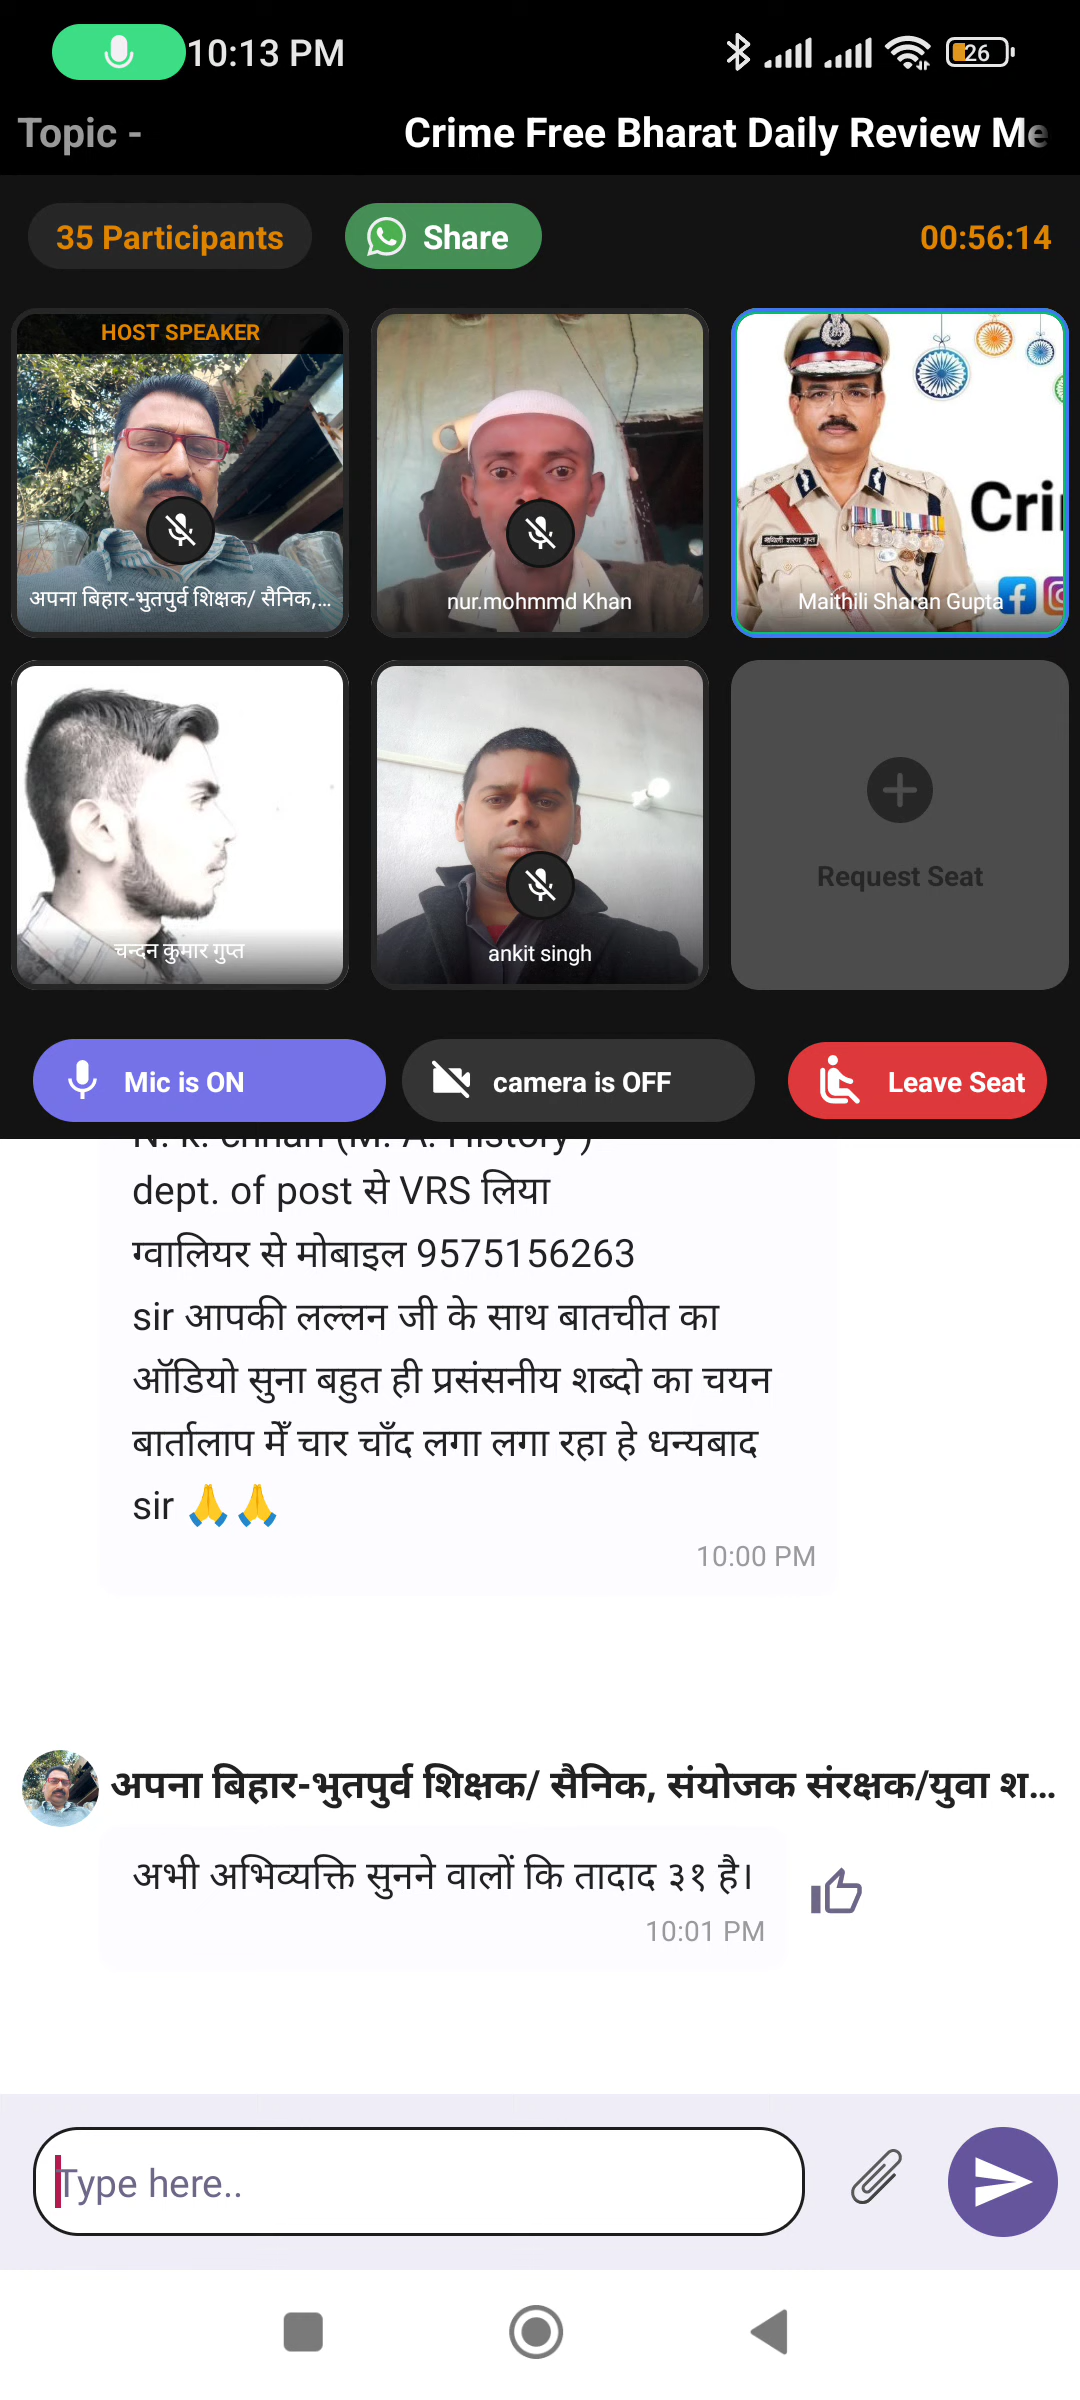 10:13 PM
26
Topic -
Crime Free Bharat Daily Review Me
35 Participants
Share
00:56:14
HOST SPEAKER
Cri
अपना बिहार-भुतपुर्व शिक्षक/ सैनिक,...
nur.mohmmd Khan
Maithili Sharan Gupta
चन्दन कुमार गुप्त
ankit singh
Request Seat
Mic is ON
camera is OFF
Leave Seat
N. k. chhari (M. A. History )
dept. of post से VRS लिया
ग्वालियर से मोबाइल 9575156263
sir आपकी लल्लन जी के साथ बातचीत का
ऑडियो सुना बहुत ही प्रसंसनीय शब्दो का चयन
बार्तालाप मेँ चार चाँद लगा लगा रहा हे धन्यबाद
sir 🙏🙏
10:00 PM
अपना बिहार-भुतपुर्व शिक्षक/ सैनिक, संयोजक संरक्षक/युवा श...
अभी अभिव्यक्ति सुनने वालों कि तादाद ३१ है।
10:01 PM
Type here..